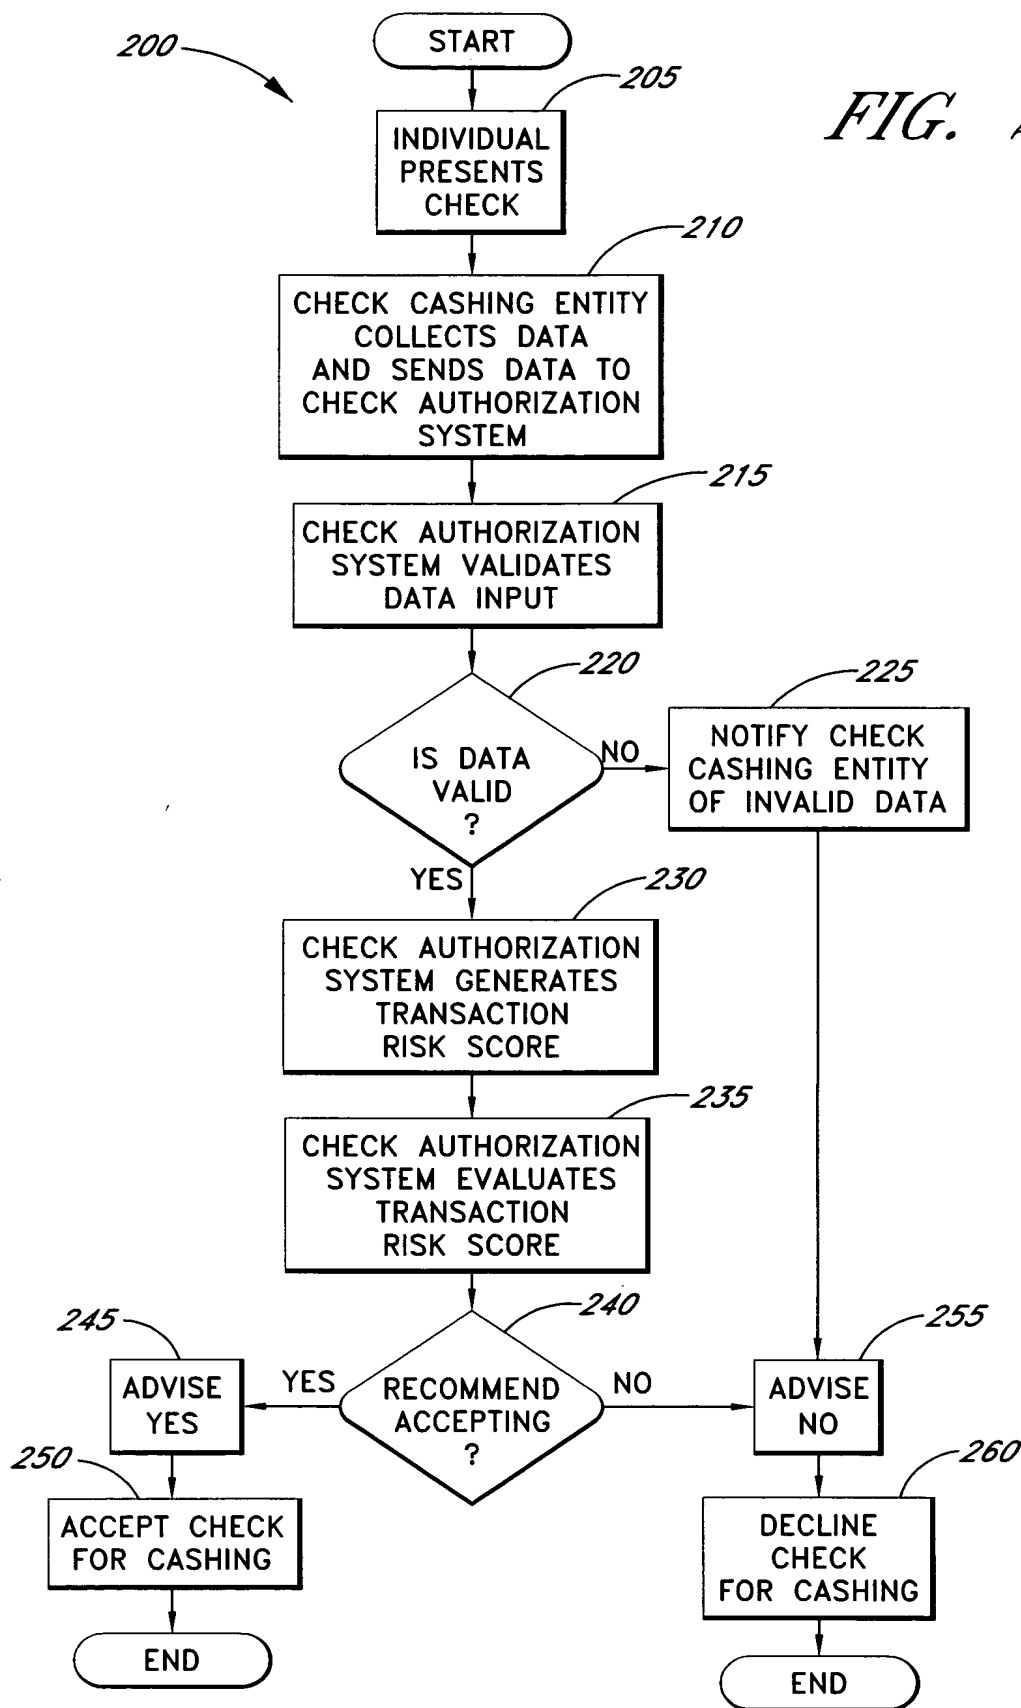 200
START
205
FIG.
INDIVIDUAL
PRESENTS
CHECK
210
CHECK CASHING ENTITY
COLLECTS DATA
AND SENDS DATA TO
CHECK AUTHORIZATION
SYSTEM
215
CHECK AUTHORIZATION
SYSTEM VALIDATES
DATA INPUT
220
IS DATA
VALID
?
NO
225
NOTIFY CHECK
CASHING ENTITY
OF INVALID DATA
YES
230
CHECK AUTHORIZATION
SYSTEM GENERATES
TRANSACTION
RISK SCORE
235
CHECK AUTHORIZATION
SYSTEM EVALUATES
TRANSACTION
RISK SCORE
240
RECOMMEND
ACCEPTING
?
YES
NO
245
ADVISE
YES
255
ADVISE
NO
250
ACCEPT CHECK
FOR CASHING
260
DECLINE
CHECK
FOR CASHING
END
END